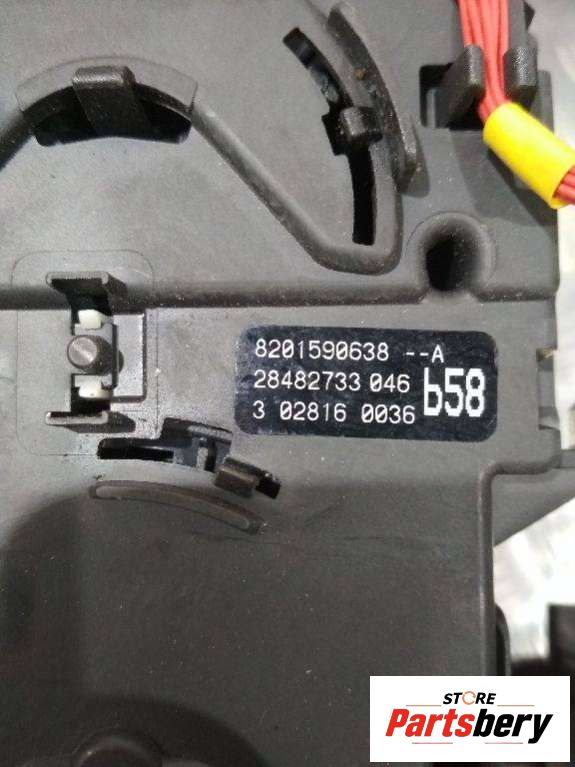 8201590638 --A
28482733 046
3 02816 0036
b58
STORE
Partsbery